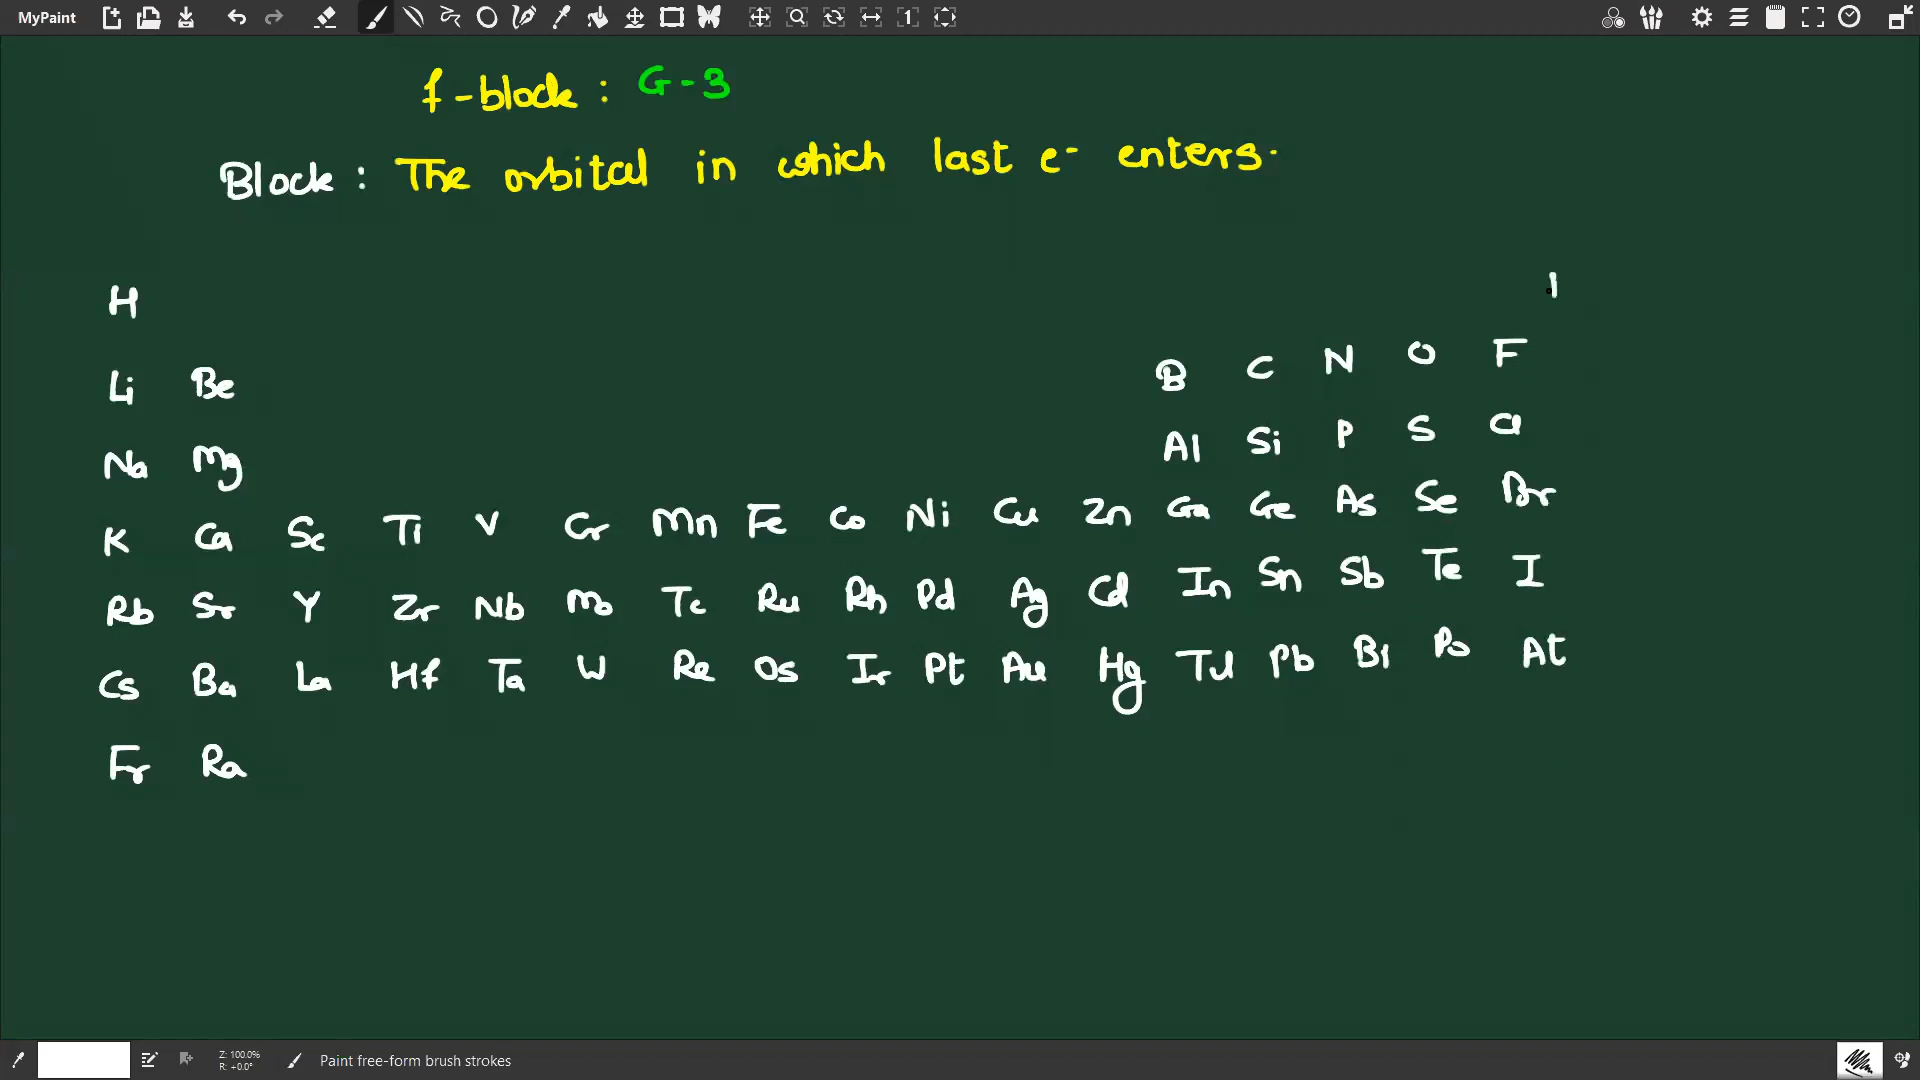 MyPaint
f-block : G-3
Block : The orbital in which last e⁻ enters.
H
Li Be B C N O F
Na Mg Al Si P S Cl
K Ca Sc Ti V Cr Mn Fe Co Ni Cu Zn Ga Ge As Se Br
Rb Sr Y Zr Nb Mo Tc Ru Rh Pd Ag Cd In Sn Sb Te I
Cs Ba La Hf Ta W Re Os Ir Pt Au Hg Pb Bi Po At
Fr Ra
Z: 100.0%
R: +0.0°
Paint free-form brush strokes